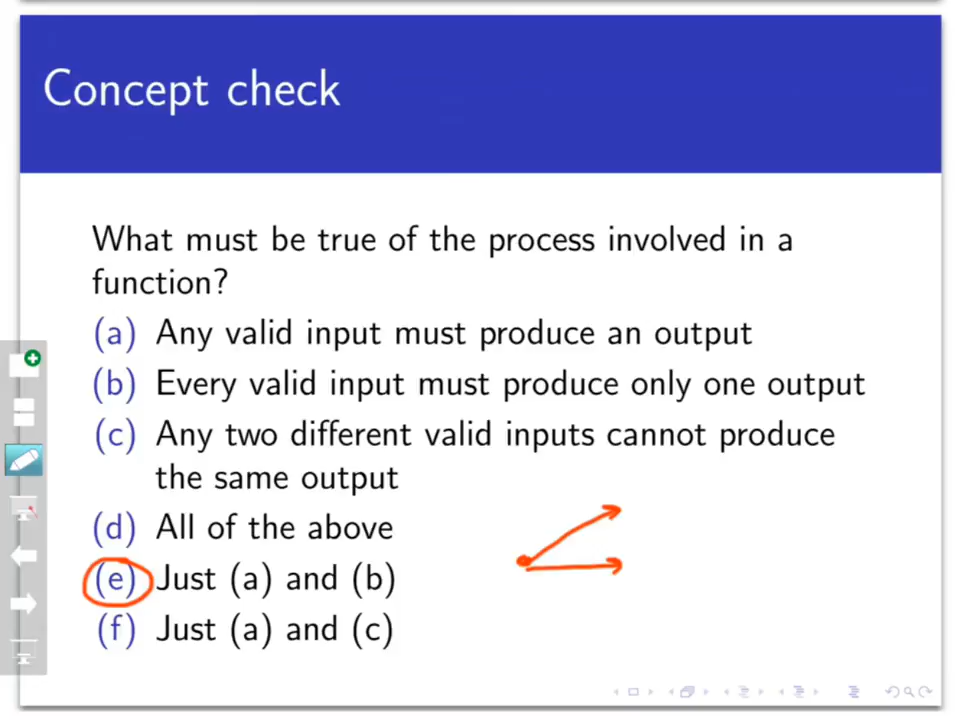 Concept check
What must be true of the process involved in a
function?
(a) Any valid input must produce an output
(b) Every valid input must produce only one output
(c) Any two different valid inputs cannot produce
the same output
(d) All of the above
(e) Just (a) and (b)
(f) Just (a) and (c)